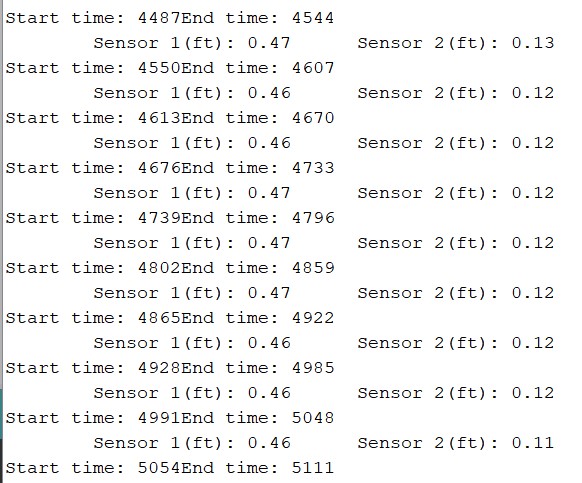 Start time: 4487End time: 4544
Sensor 1(ft): 0.47 Sensor 2(ft): 0.13
Start time: 4550End time: 4607
Sensor 1(ft): 0.46 Sensor 2(ft): 0.12
Start time: 4613End time: 4670
Sensor 1(ft): 0.46 Sensor 2(ft): 0.12
Start time: 4676End time: 4733
Sensor 1(ft): 0.47 Sensor 2(ft): 0.12
Start time: 4739End time: 4796
Sensor 1(ft): 0.47 Sensor 2(ft): 0.12
Start time: 4802End time: 4859
Sensor 1(ft): 0.47 Sensor 2(ft): 0.12
Start time: 4865End time: 4922
Sensor 1(ft): 0.46 Sensor 2(ft): 0.12
Start time: 4928End time: 4985
Sensor 1(ft): 0.46 Sensor 2(ft): 0.12
Start time: 4991End time: 5048
Sensor 1(ft): 0.46 Sensor 2(ft): 0.11
Start time: 5054End time: 5111